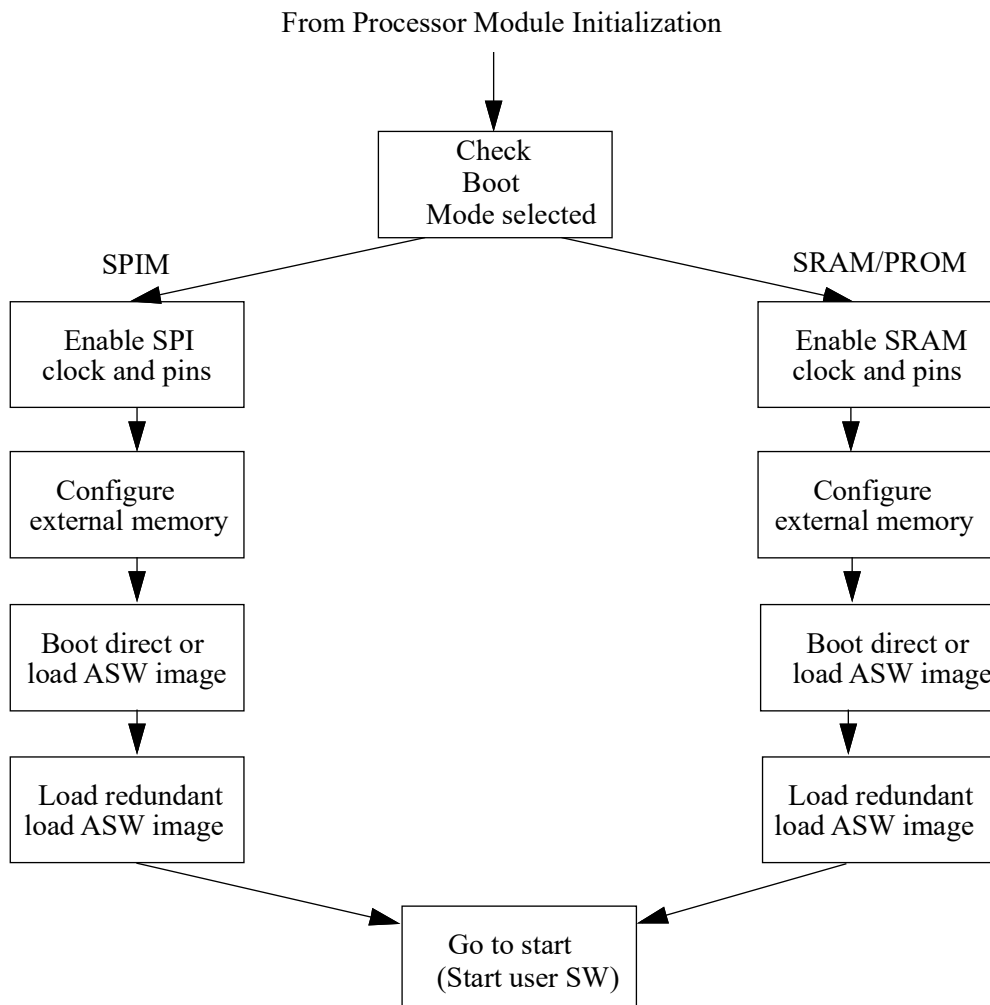 From Processor Module Initialization
Check
Boot
Mode selected
SPIM
SRAM/PROM
Enable SPI
clock and pins
Enable SRAM
clock and pins
Configure
external memory
Configure
external memory
Boot direct or
load ASW image
Boot direct or
load ASW image
Load redundant
load ASW image
Load redundant
load ASW image
Go to start
(Start user SW)